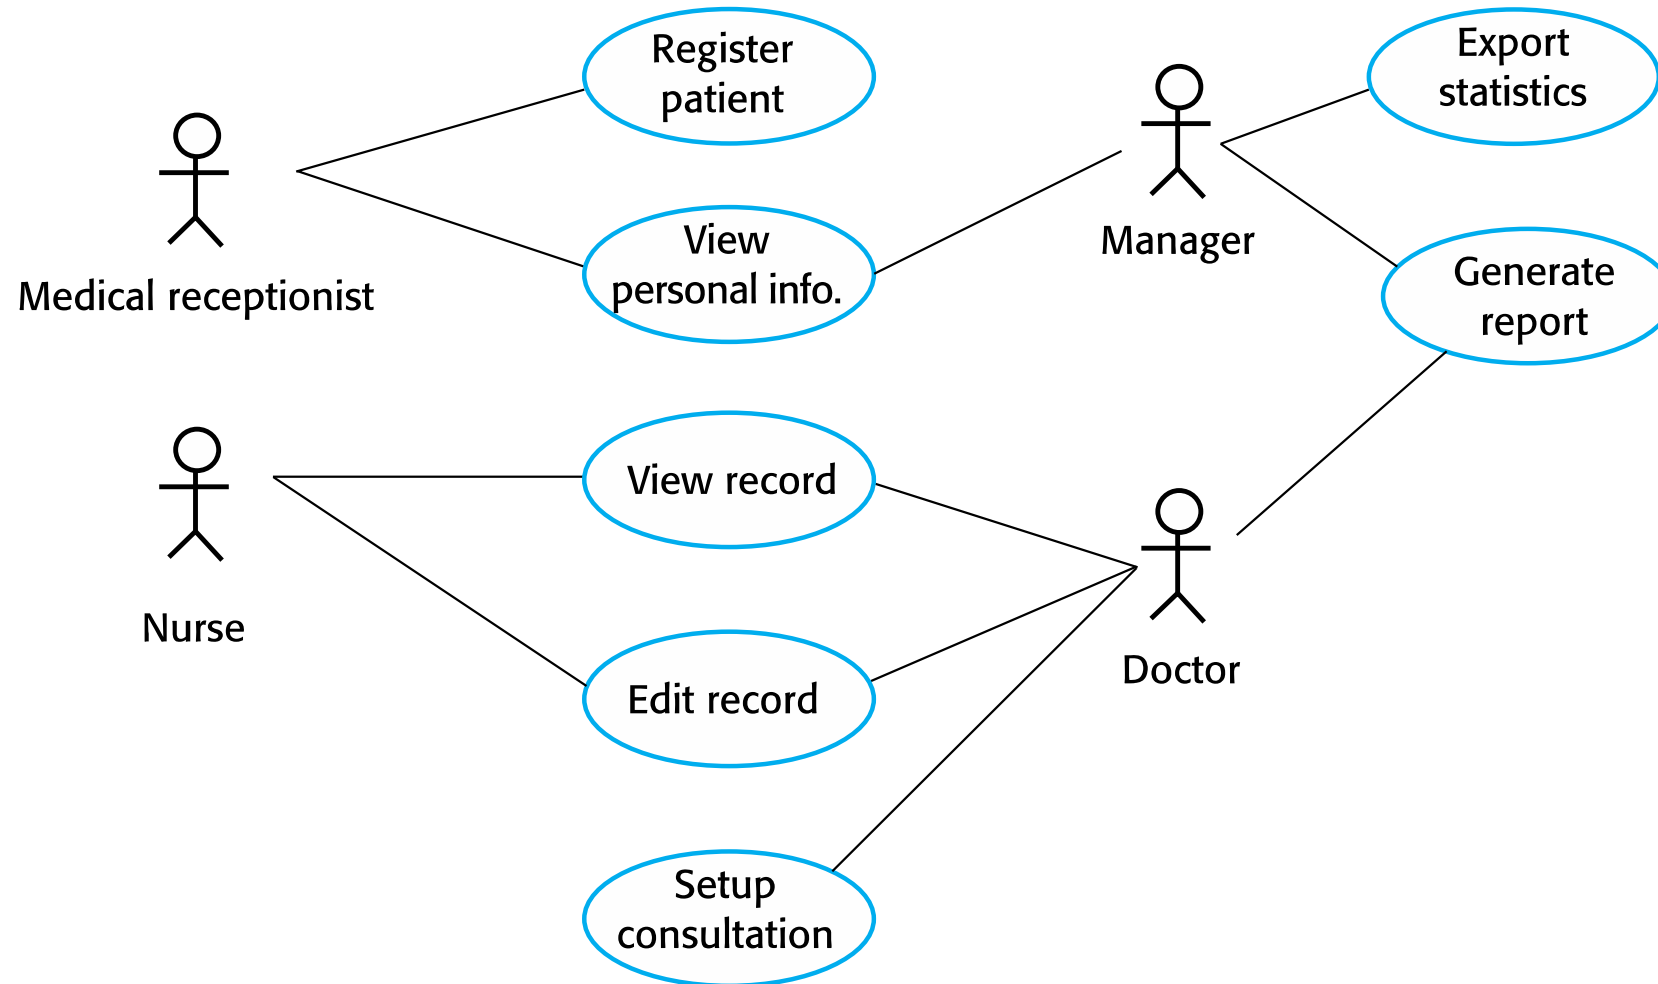 Register
patient
Export
statistics
Medical receptionist
View
personal info.
Manager
Generate
report
Nurse
View record
Edit record
Doctor
Setup
consultation